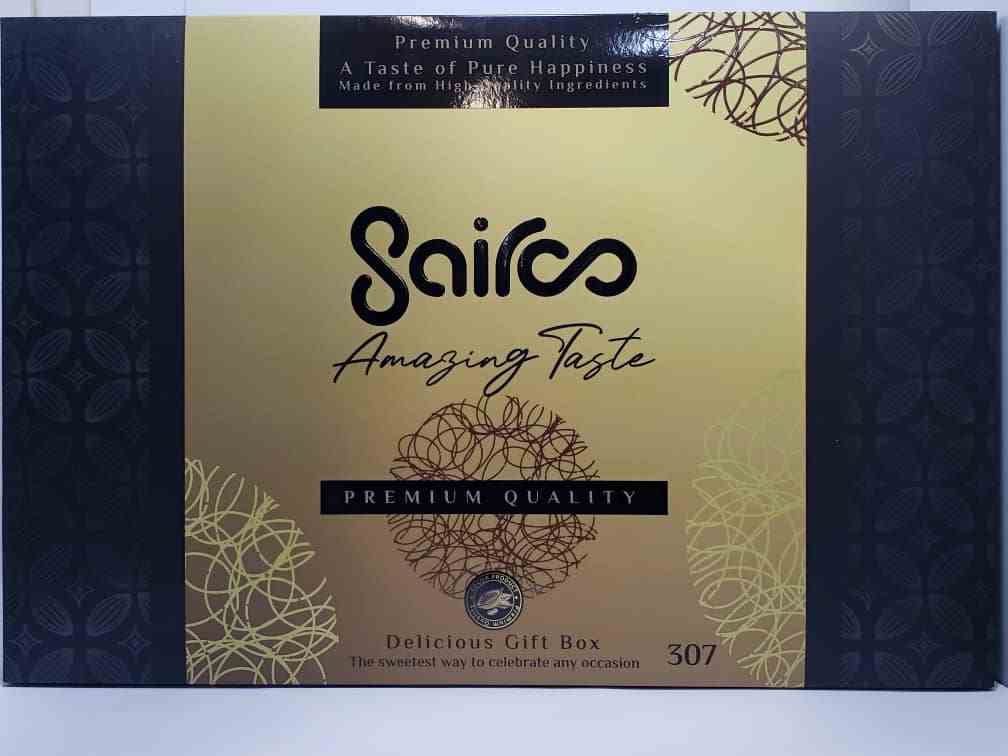 Premium Quality
A Taste of Pure Happiness
Made from High Quality Ingredients
Sairco
Amazing Taste
PREMIUM QUALITY
Delicious Gift Box
The sweetest way to celebrate any occasion
307